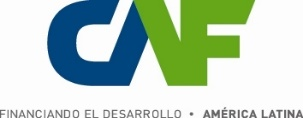 CAF
FINANCIANDO EL DESARROLLO • AMÉRICA LATINA